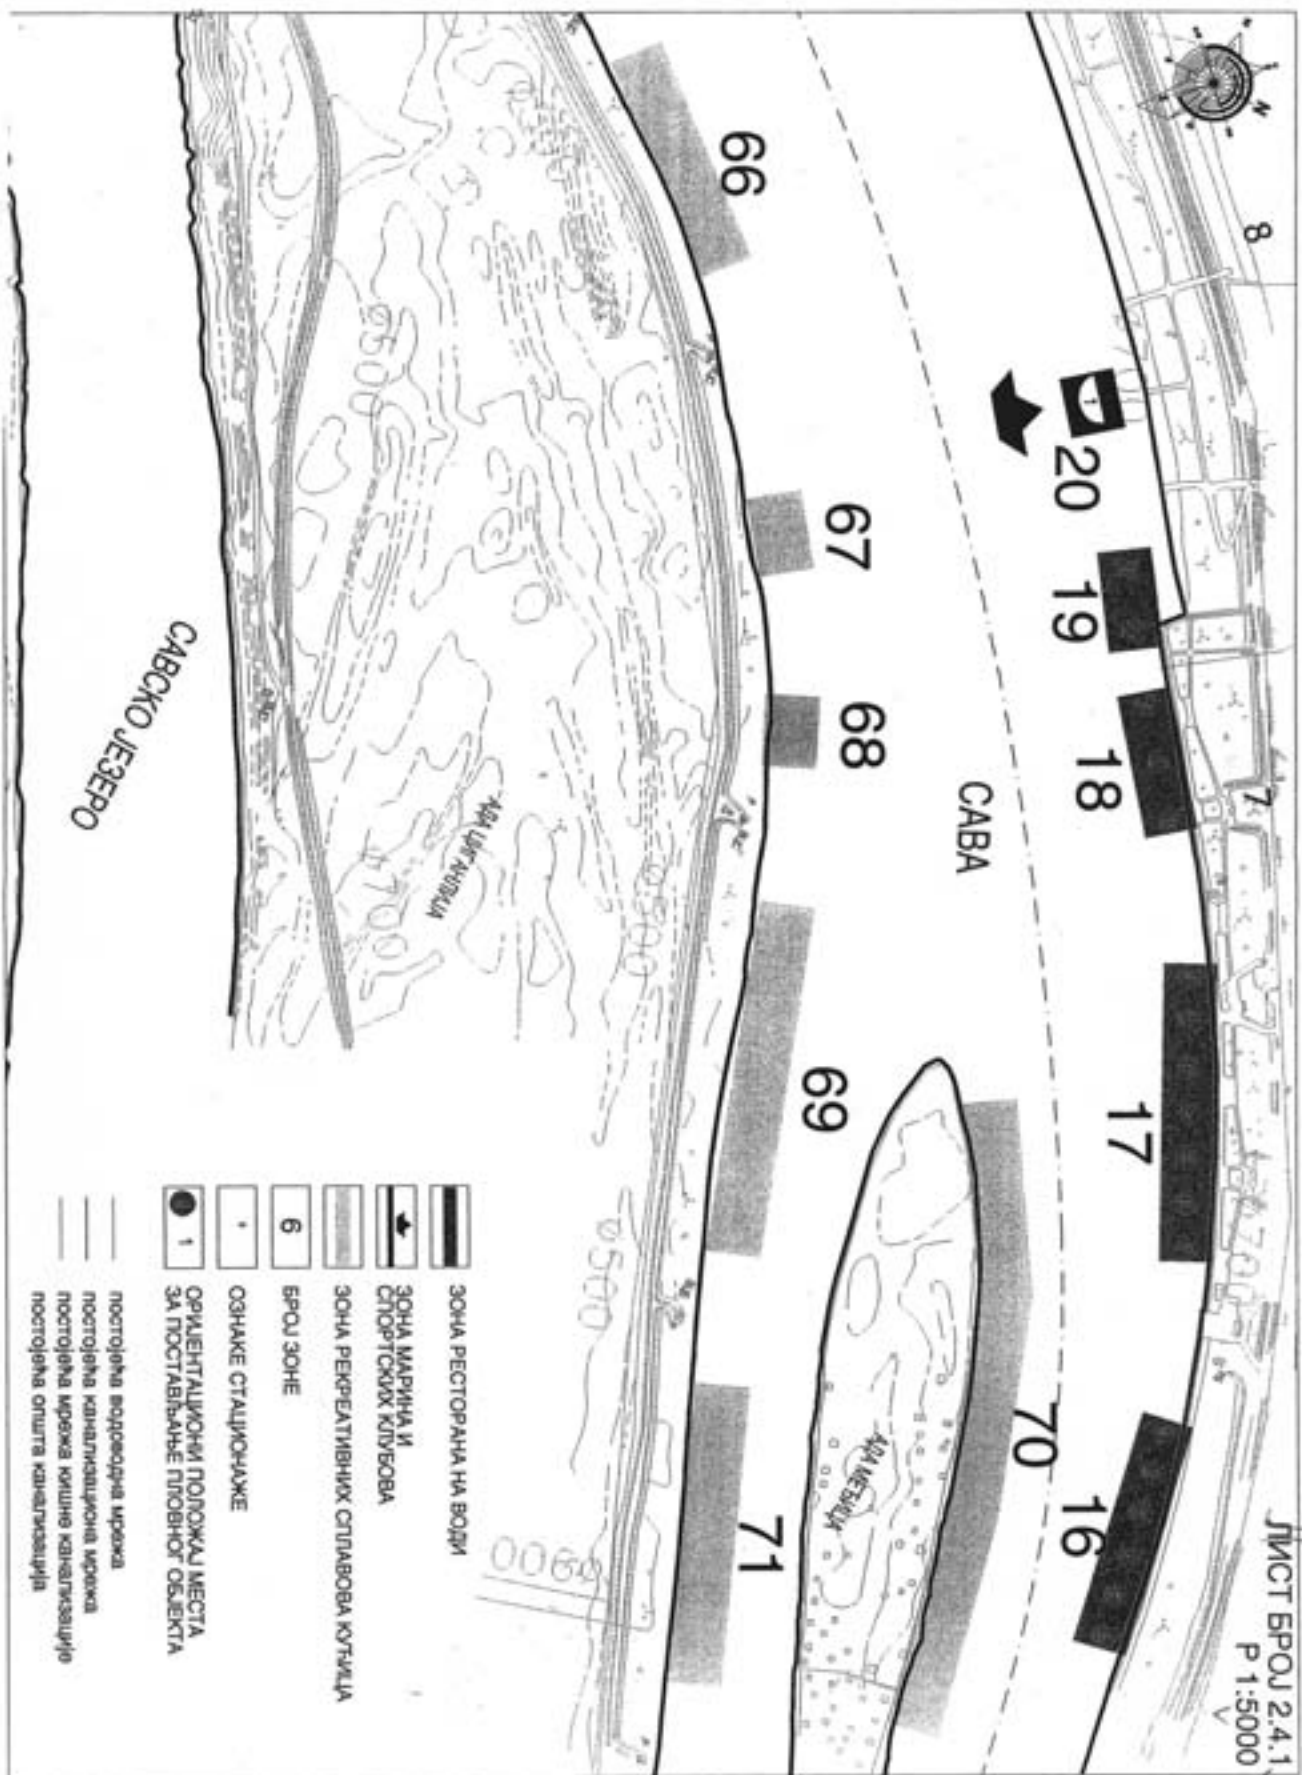 ЛИСТ БРОЈ 2.4.1.
Р 1:5000
8
7
20
19
18
17
16
САВА
66
67
68
69
70
71
АДА МЕЂИЦА
АДА ЦИГАНЛИЈА
САВСКО ЈЕЗЕРО
ЗОНА РЕСТОРАНА НА ВОДИ
ЗОНА МАРИНА И
СПОРТСКИХ КЛУБОВА
ЗОНА РЕКРЕАТИВНИХ СПЛАВОВА КУЋИЦА
6
БРОЈ ЗОНЕ
ОЗНАКЕ СТАЦИОНАЖЕ
1
ОРИЈЕНТАЦИОНИ ПОЛОЖАЈ МЕСТА
ЗА ПОСТАВЉАЊЕ ПЛОВНОГ ОБЈЕКТА
постојећа водоводна мрежа
постојећа канализациона мрежа
постојећа мрежа кишне канализације
постојећа општа канализација